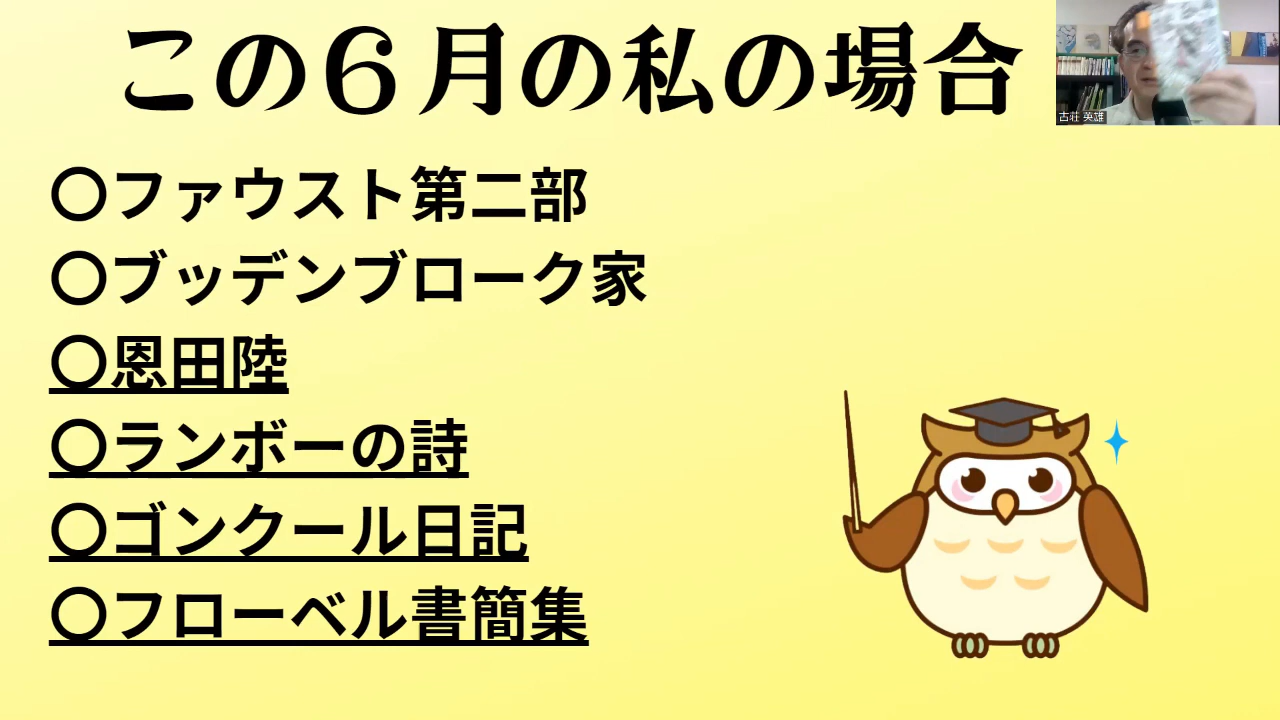 この６月の私の場合
古荘 英雄
〇ファウスト第二部
〇ブッデンブローク家
〇恩田陸
〇ランボーの詩
〇ゴンクール日記
〇フローベル書簡集